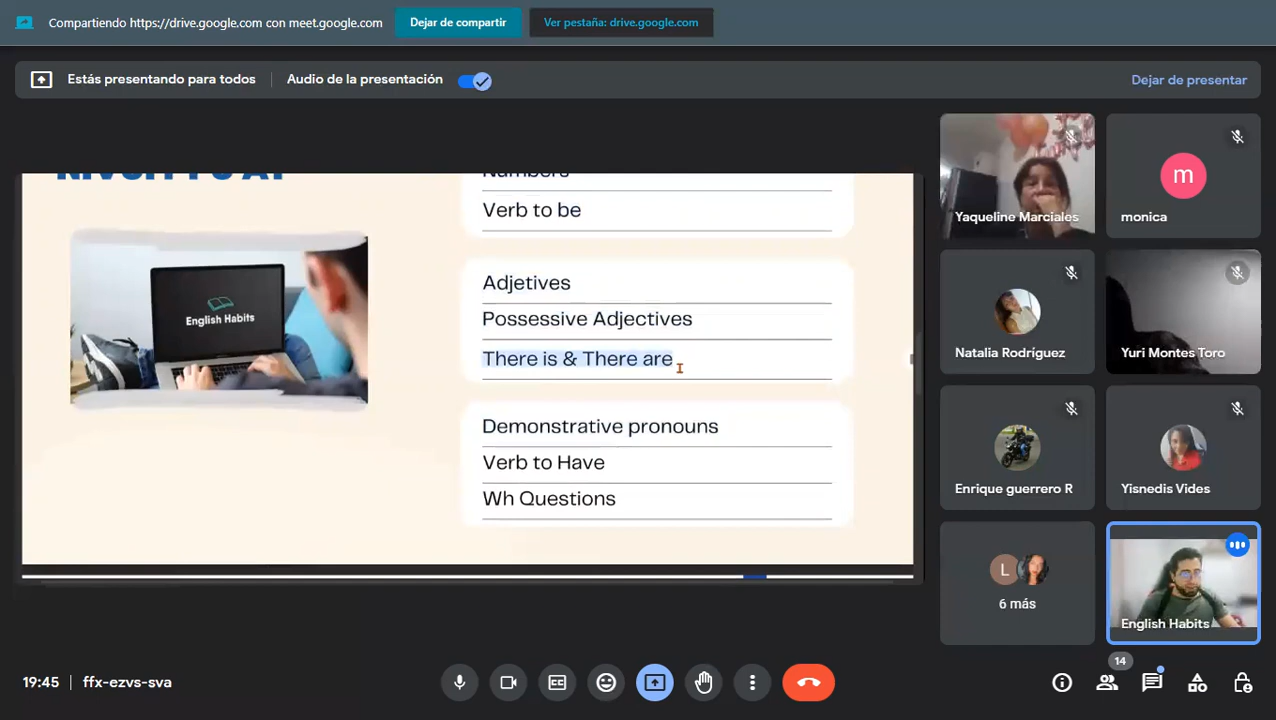 Compartiendo https://drive.google.com con meet.google.com
Dejar de compartir
Ver pestaña: drive.google.com
Estás presentando para todos
Audio de la presentación
Dejar de presentar
Numbers
Verb to be
English Habits
Adjetives
Possessive Adjectives
There is & There are
Demonstrative pronouns
Verb to Have
Wh Questions
Yaqueline Marciales
m
monica
Natalia Rodríguez
Yuri Montes Toro
Enrique guerrero R
Yisnedis Vides
L
6 más
English Habits
19:45
ffx-ezvs-sva
14